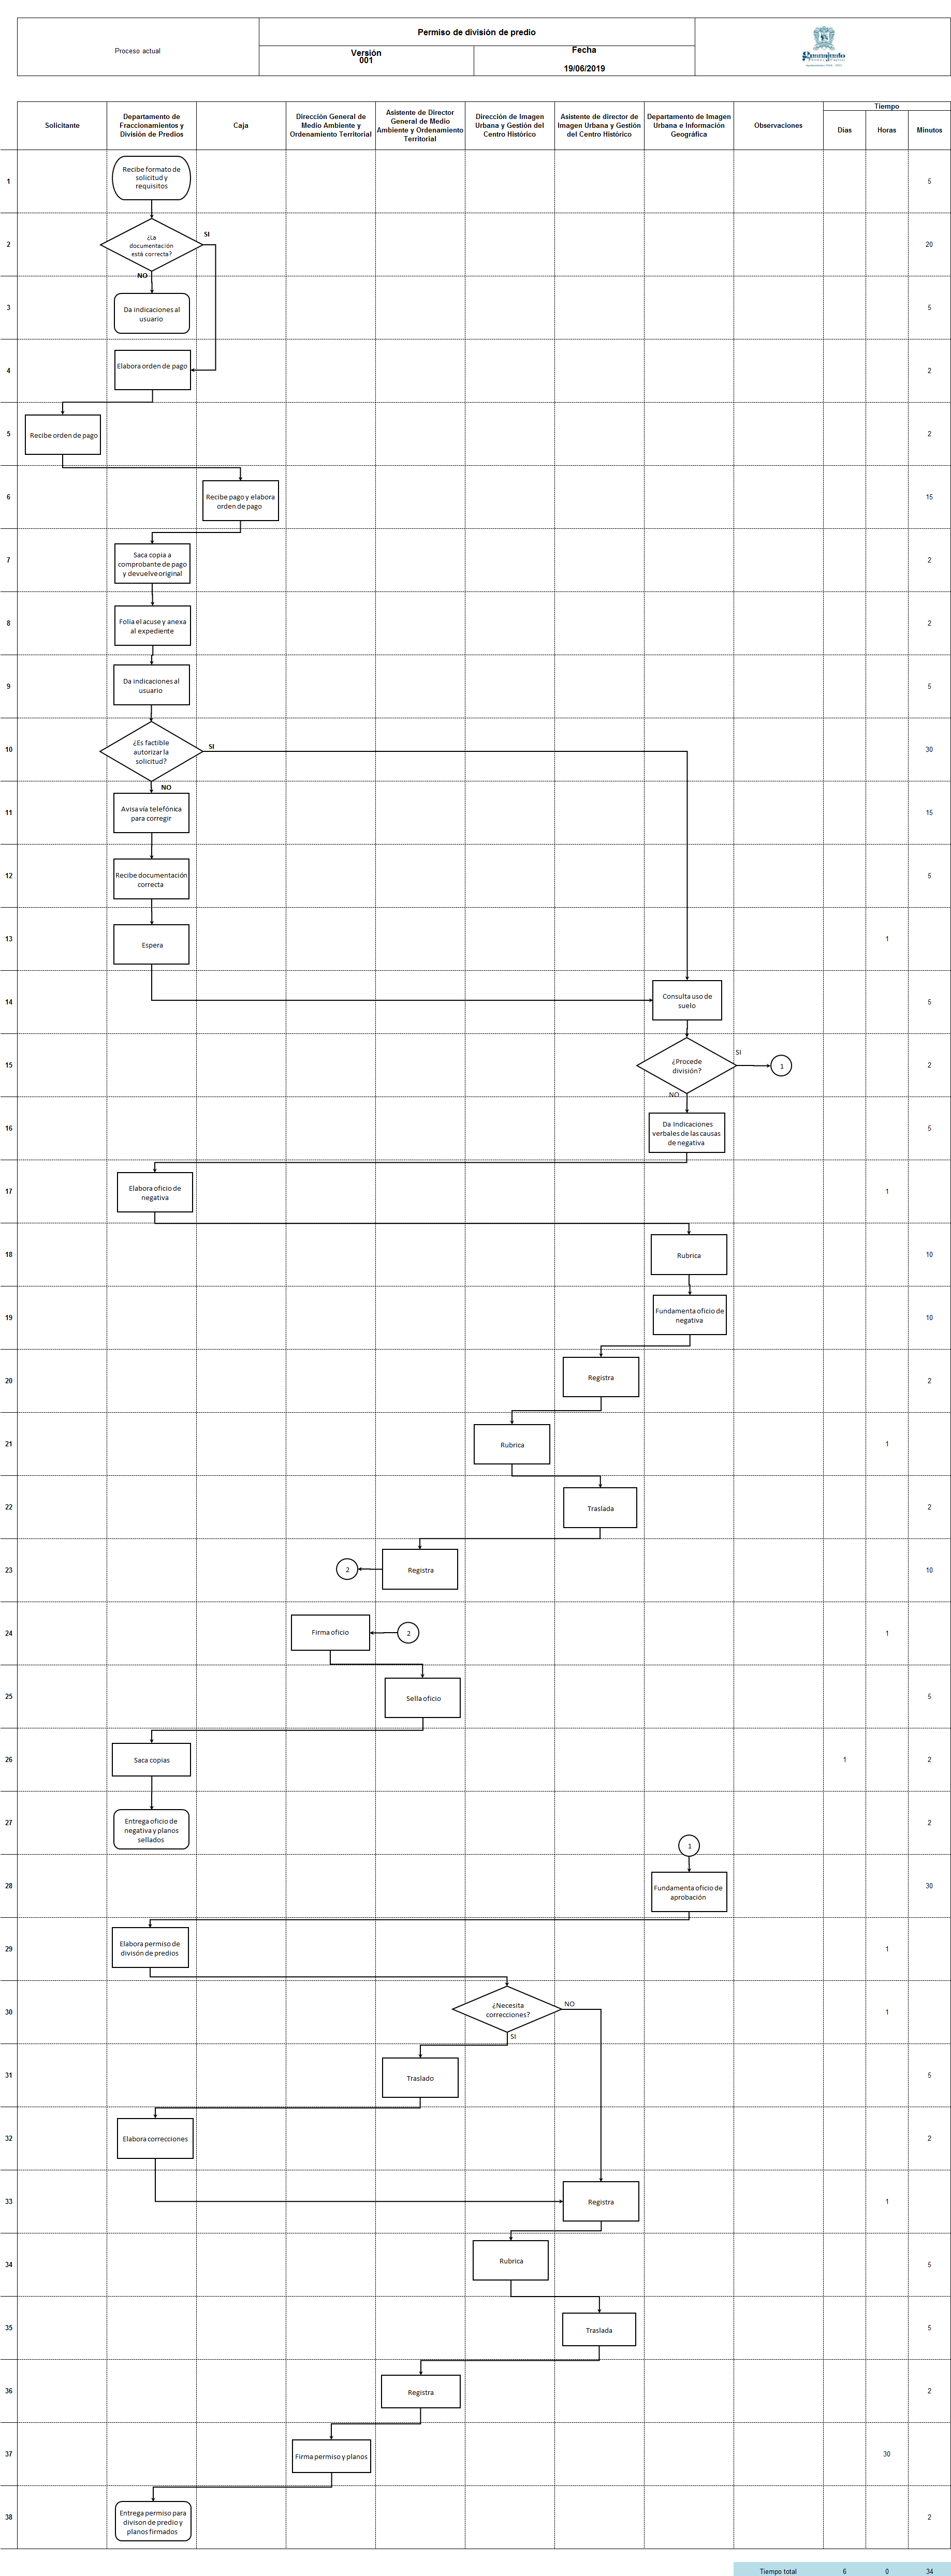 Proceso actual
Permiso de división de predio
Versión
001
Fecha
19/06/2019
guanajuato
Solicitante
Departamento de
Fraccionamientos y
División de Predios
Caja
Dirección General de
Medio Ambiente y
Ordenamiento Territorial
Asistente de Director
General de Medio
Ambiente y Ordenamiento
Territorial
Dirección de Imagen
Urbana y Gestión del
Centro Histórico
Asistente de director de
Imagen Urbana y Gestión
del Centro Histórico
Departamento de Imagen
Urbana e Información
Geográfica
Observaciones
Tiempo
Días
Horas
Minutos
1
Recibe formato de
solicitud y
requisitos
5
2
¿La
documentación
está correcta?
SI
NO
20
3
Da indicaciones al
usuario
5
4
Elabora orden de pago
2
5
Recibe orden de pago
2
6
Recibe pago y elabora
orden de pago
15
7
Saca copia a
comprobante de pago
y devuelve original
2
8
Folia el acuse y anexa
al expediente
2
9
Da indicaciones al
usuario
5
10
¿Es factible
autorizar la
solicitud?
SI
NO
30
11
Avisa vía telefónica
para corregir
15
12
Recibe documentación
correcta
5
13
Espera
1
14
Consulta uso de
suelo
5
15
¿Procede
división?
SI
1
NO
2
16
Da Indicaciones
verbales de las causas
de negativa
5
17
Elabora oficio de
negativa
1
18
Rubrica
10
19
Fundamenta oficio de
negativa
10
20
Registra
2
21
Rubrica
1
22
Traslada
2
23
2
Registra
10
24
Firma oficio
2
1
25
Sella oficio
5
26
Saca copias
1
2
27
Entrega oficio de
negativa y planos
sellados
2
1
28
Fundamenta oficio de
aprobación
30
29
Elabora permiso de
divisón de predios
1
30
¿Necesita
correcciones?
NO
SI
1
31
Traslado
5
32
Elabora correcciones
2
33
Registra
1
34
Rubrica
5
35
Traslada
5
36
Registra
2
37
Firma permiso y planos
30
38
Entrega permiso para
divison de predio y
planos firmados
2
Tiempo total
6
0
34